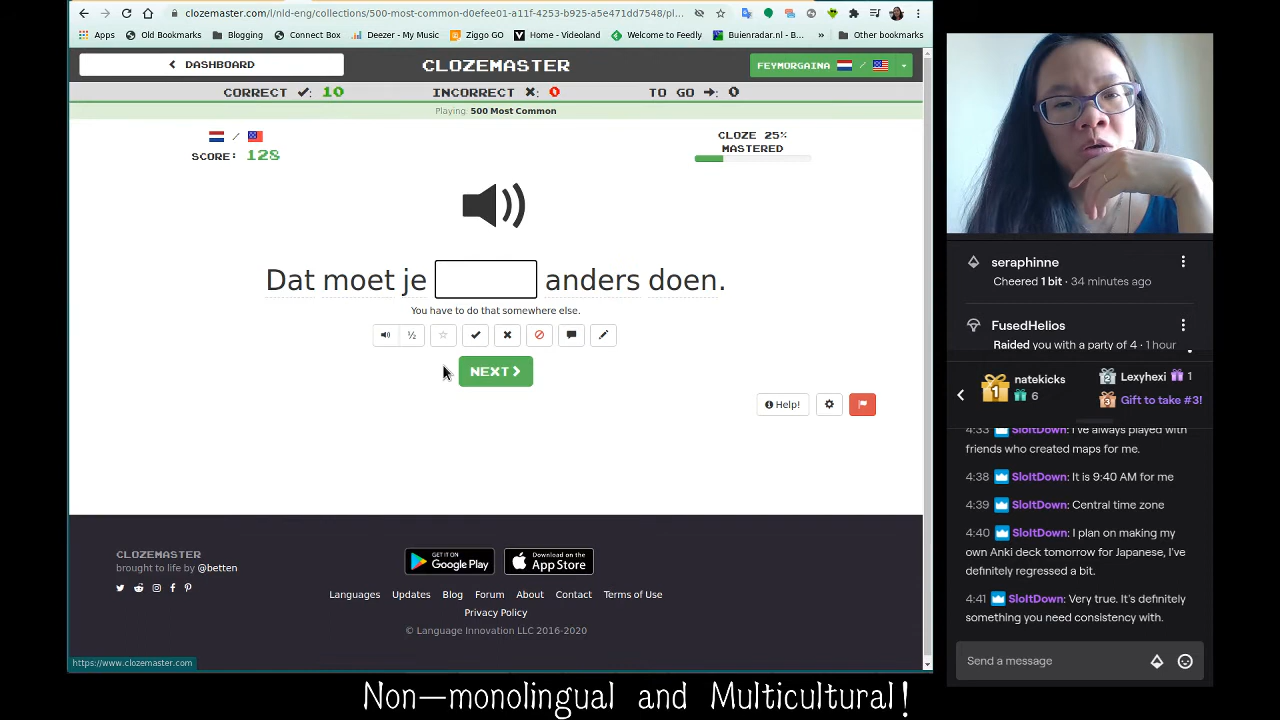 clozemaster.com/l/nld-eng/collections/500-most-common-d0efee01-a11f-4253-b925-a5e471dd7548/pl...
Apps Old Bookmarks Blogging Connect Box Deezer - My Music Ziggo GO Home - Videoland Welcome to Feedly Buienradar.nl - B... » Other bookmarks
DASHBOARD
CLOZEMASTER
FEYMORGAINA /
CORRECT ✔: 10 INCORRECT ✖: 0 TO GO ➔: 0
Playing: 500 Most Common
/
SCORE: 128
CLOZE 25%
MASTERED
Dat moet je anders doen.
You have to do that somewhere else.
½
NEXT
Help!
CLOZEMASTER
brought to life by @betten
GET IT ON
Google Play
Download on the
App Store
Languages Updates Blog Forum About Contact Terms of Use
Privacy Policy
© Language Innovation LLC 2016-2020
https://www.clozemaster.com
seraphinne
Cheered 1 bit · 34 minutes ago
FusedHelios
Raided you with a party of 4 · 1 hour
1 natekicks
6
2 Lexyhexi 1
3 Gift to take #3!
4:33 SloItDown: I've always played with
friends who created maps for me.
4:38 SloItDown: It is 9:40 AM for me
4:39 SloItDown: Central time zone
4:40 SloItDown: I plan on making my
own Anki deck tomorrow for Japanese, I've
definitely regressed a bit.
4:41 SloItDown: Very true. It's definitely
something you need consistency with.
Send a message
Non-monolingual and Multicultural!